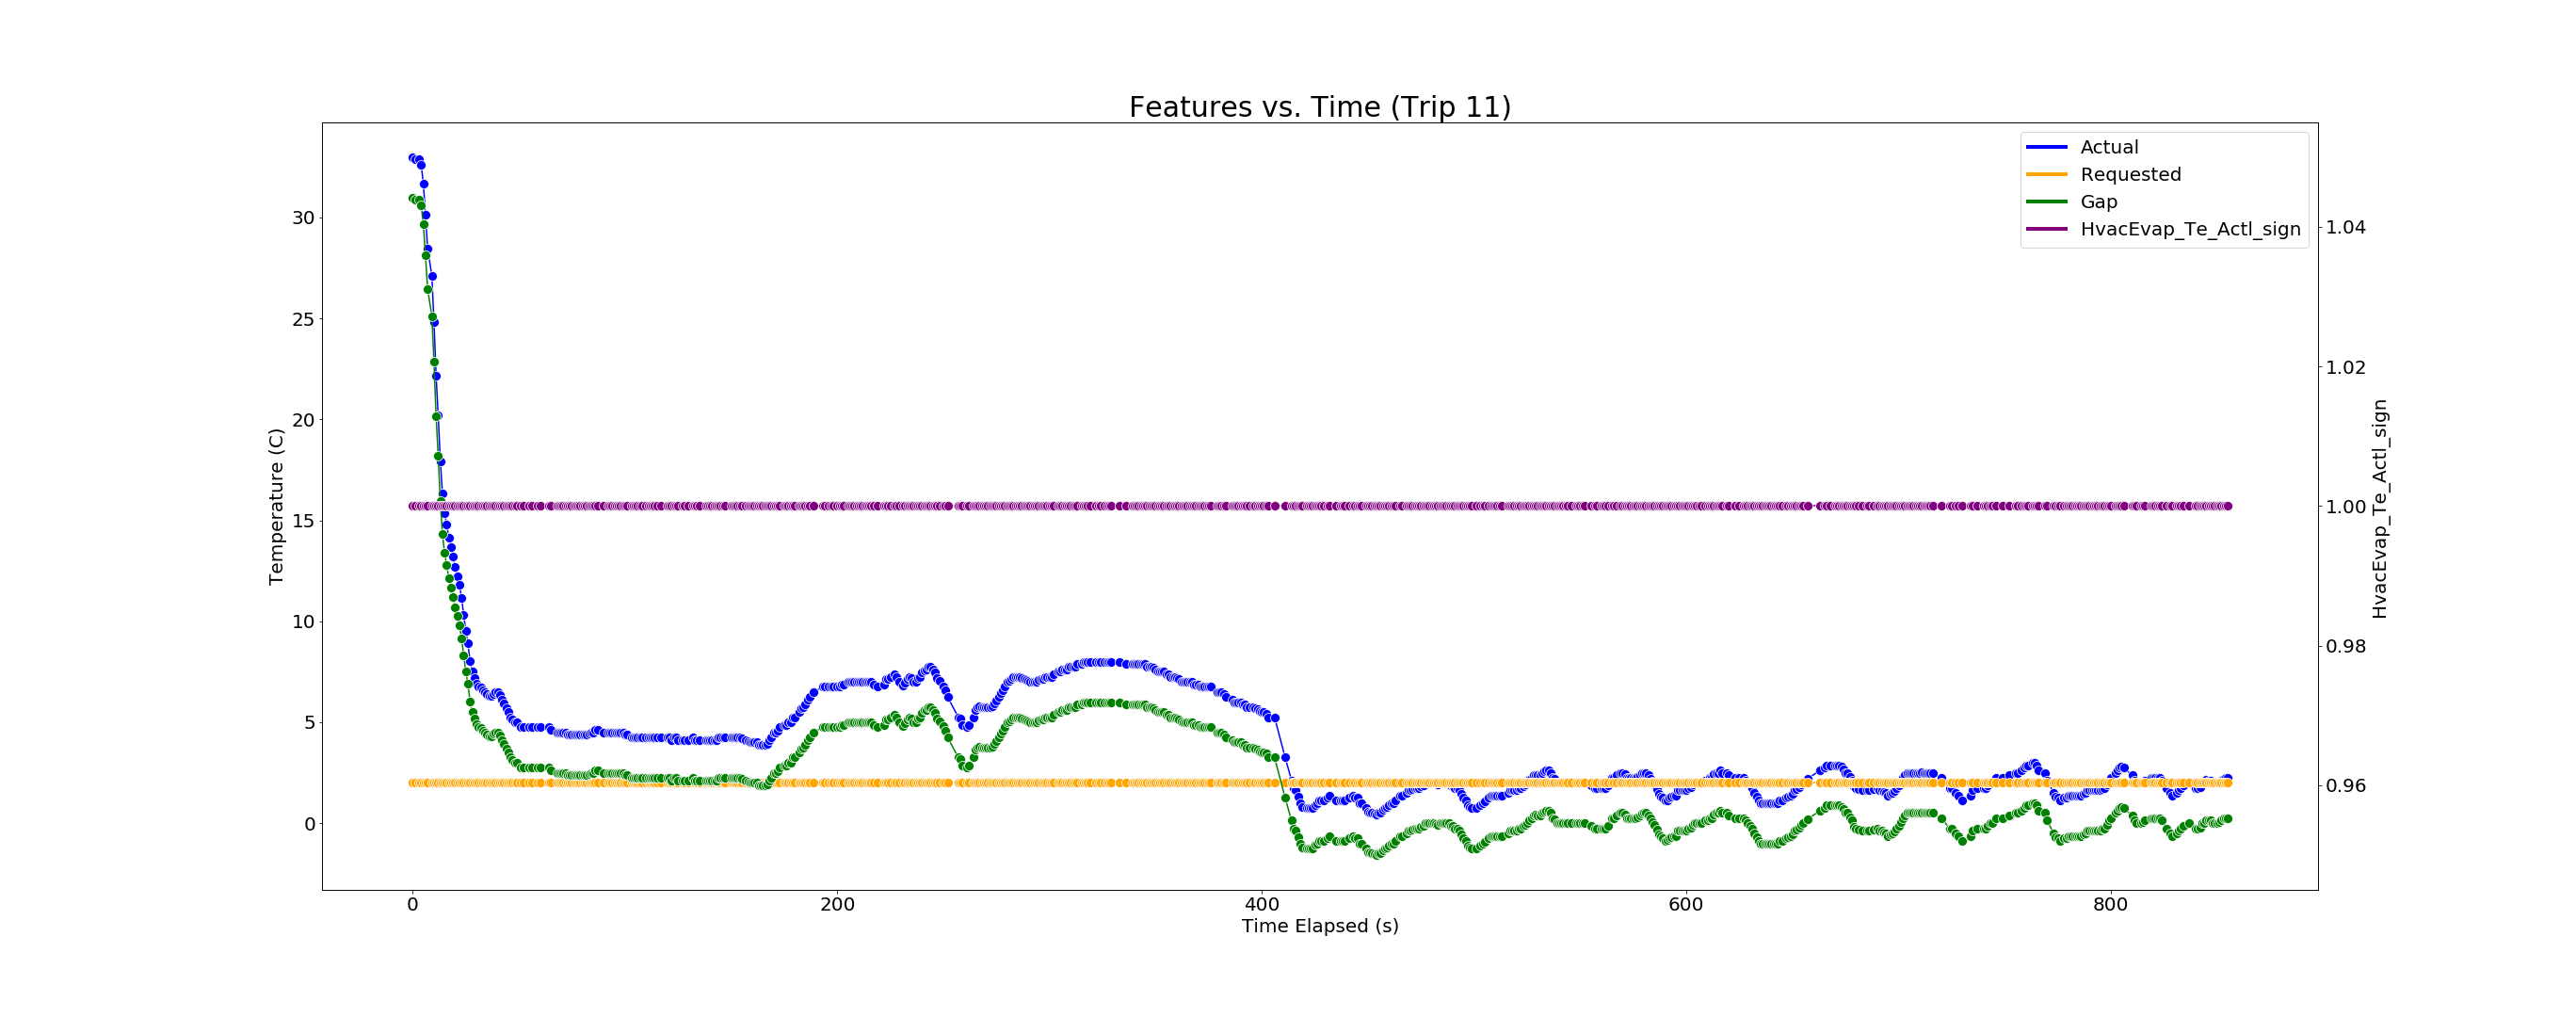 Features vs. Time (Trip 11)
Actual
Requested
Gap
HvacEvap_Te_Actl_sign
30
25
20
15
10
5
0
Temperature (C)
1.04
1.02
1.00
0.98
0.96
HvacEvap_Te_Actl_sign
0
200
400
600
800
Time Elapsed (s)